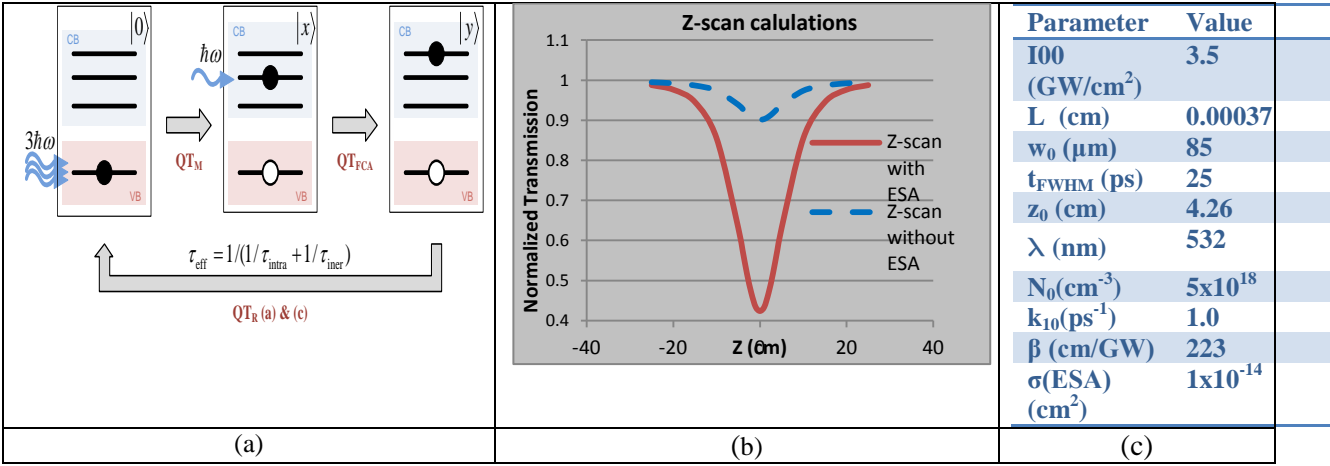 CB
|0⟩
3ħω
VB
QT_M
CB
|x⟩
ħω
VB
QT_FCA
CB
|y⟩
VB
τ_eff = 1/(1/τ_intra + 1/τ_iner)
QT_R (a) & (c)
(a)
Z-scan calulations
Normalized Transmission
1.1
1
0.9
0.8
0.7
0.6
0.5
0.4
-40
-20
0
20
40
Z (cm)
Z-scan
with
ESA
Z-scan
without
ESA
(b)
Parameter Value
I00 3.5
(GW/cm²)
L (cm) 0.00037
w₀ (μm) 85
t_FWHM (ps) 25
z₀ (cm) 4.26
λ (nm) 532
N₀(cm⁻³) 5x10¹⁸
k₁₀(ps⁻¹) 1.0
β (cm/GW) 223
σ(ESA) 1x10⁻¹⁴
(cm²)
(c)